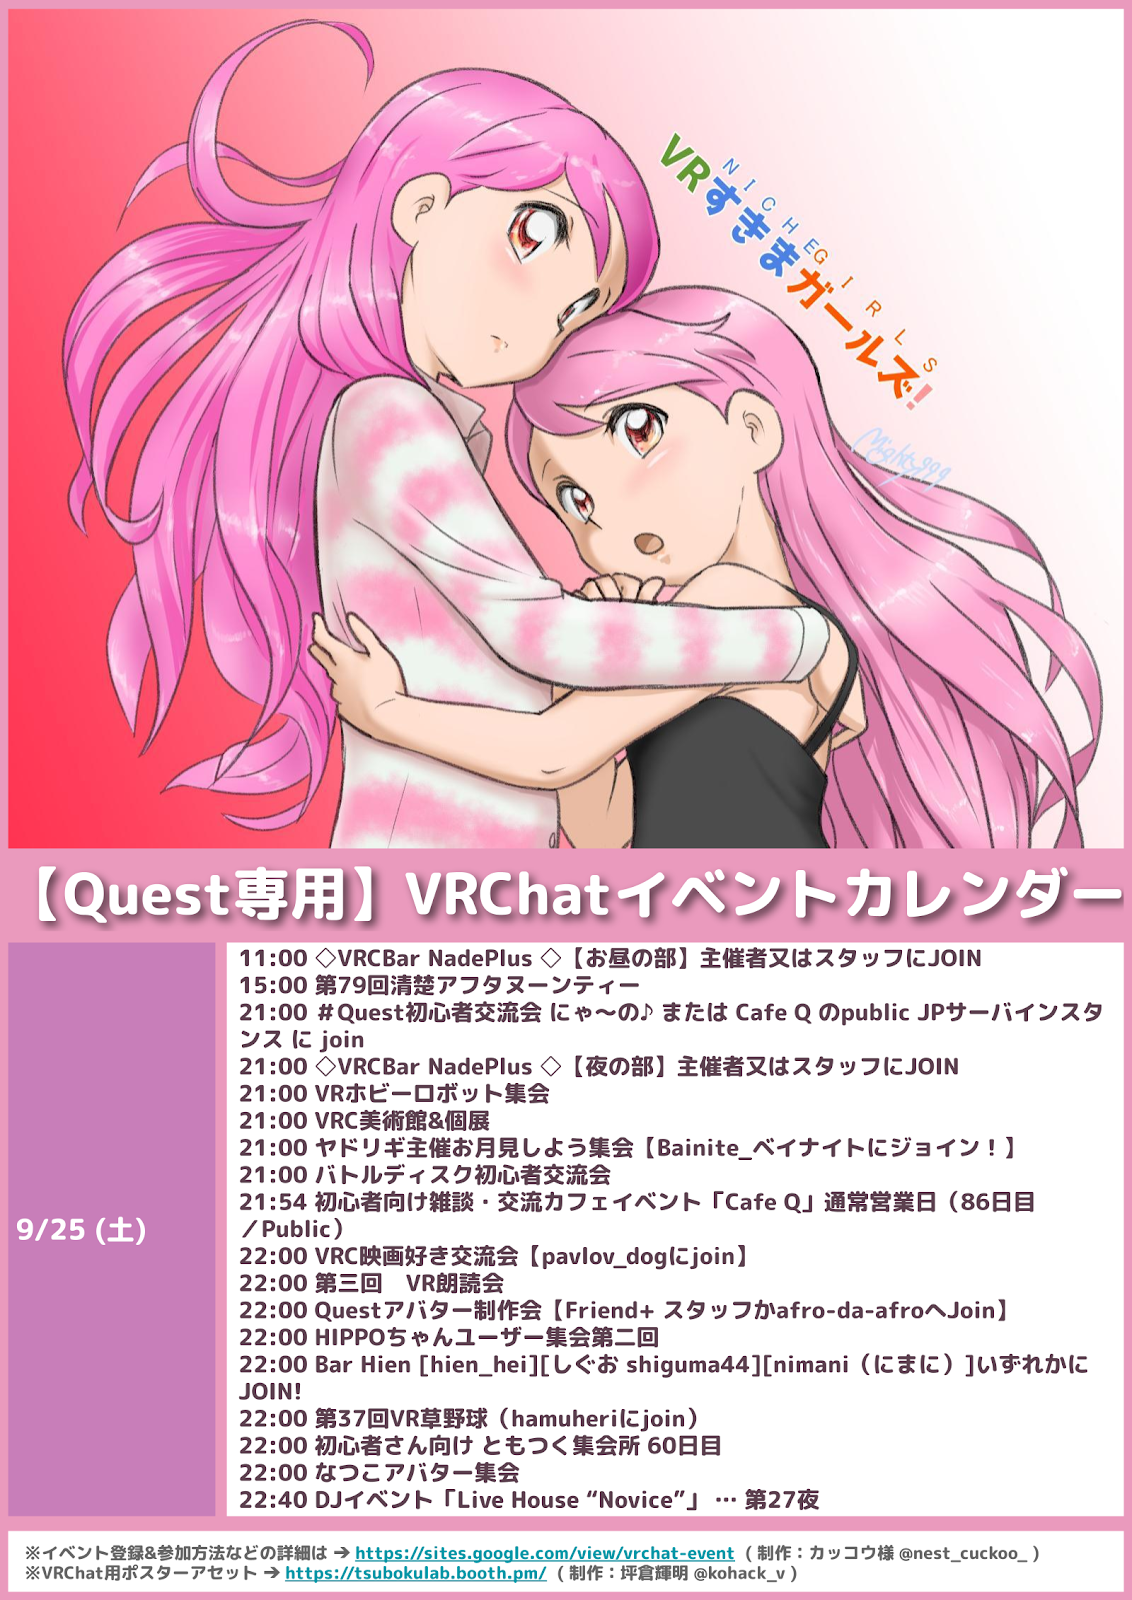 NICHE GIRLS
VRすきまガールズ!
Mighty999
【Quest専用】VRChatイベントカレンダー
9/25 (土)
11:00 ◇VRCBar NadePlus ◇【お昼の部】主催者又はスタッフにJOIN
15:00 第79回清楚アフタヌーンティー
21:00 #Quest初心者交流会 にゃ～の♪ または Cafe Q のpublic JPサーバインスタ
ンス に join
21:00 ◇VRCBar NadePlus ◇【夜の部】主催者又はスタッフにJOIN
21:00 VRホビーロボット集会
21:00 VRC美術館&個展
21:00 ヤドリギ主催お月見しよう集会【Bainite_ベイナイトにジョイン！】
21:00 バトルディスク初心者交流会
21:54 初心者向け雑談・交流カフェイベント「Cafe Q」通常営業日（86日目
／Public）
22:00 VRC映画好き交流会【pavlov_dogにjoin】
22:00 第三回　VR朗読会
22:00 Questアバター制作会【Friend+ スタッフかafro-da-afroへJoin】
22:00 HIPPOちゃんユーザー集会第二回
22:00 Bar Hien [hien_hei][しぐお shiguma44][nimani（にまに）]いずれかに
JOIN!
22:00 第37回VR草野球（hamuheriにjoin）
22:00 初心者さん向け ともつく集会所 60日目
22:00 なつこアバター集会
22:40 DJイベント「Live House “Novice”」 … 第27夜
※イベント登録&参加方法などの詳細は → https://sites.google.com/view/vrchat-event ( 制作：カッコウ様 @nest_cuckoo_ )
※VRChat用ポスターアセット → https://tsubokulab.booth.pm/ ( 制作：坪倉輝明 @kohack_v )